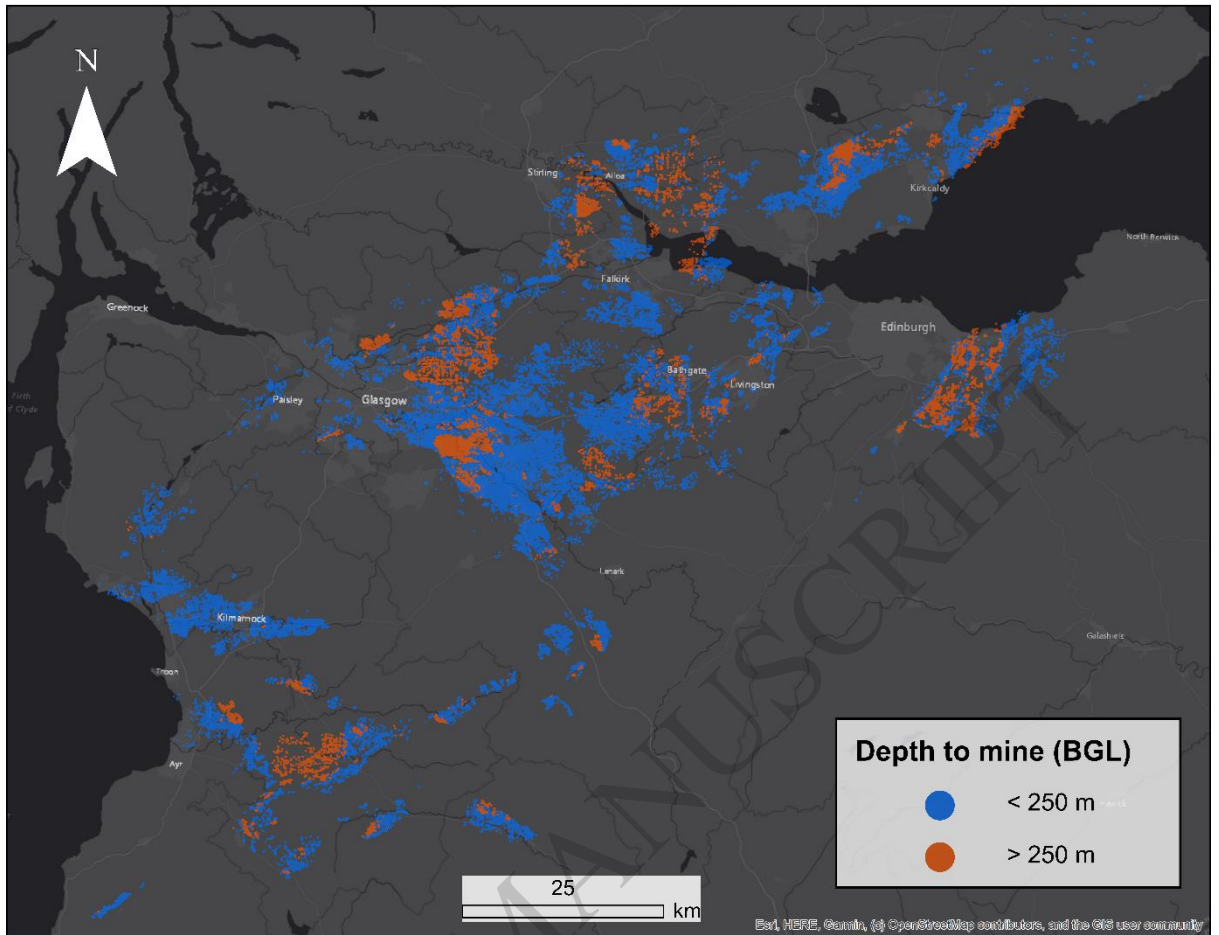 N
Stirling
Alloa
Kirkcaldy
North Berwick
Falkirk
Greenock
Edinburgh
Firth
of Clyde
Bathgate
Livingston
Paisley
Glasgow
Lanark
Kilmarnock
Galashiels
Troon
Ayr
Depth to mine (BGL)
< 250 m
> 250 m
25
km
MANUSCRIPT
Esri, HERE, Garmin, (c) OpenStreetMap contributors, and the GIS user community